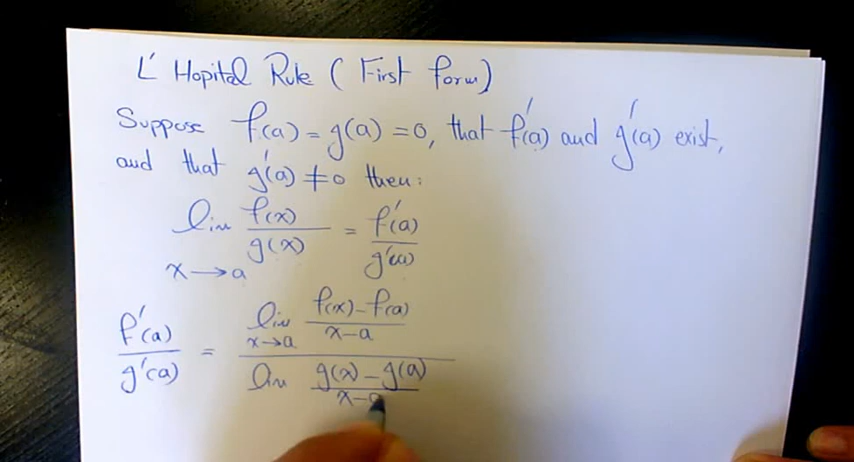 L' Hopital Rule (First form)
Suppose f(a) = g(a) = 0, that f'(a) and g'(a) exist,
and that g'(a) ≠ 0 then:
lim f(x)/g(x) = f'(a)/g'(a)
x→a
f'(a)/g'(a) = lim x→a (f(x) - f(a))/(x-a)
lim (g(x) - g(a))/(x-a)